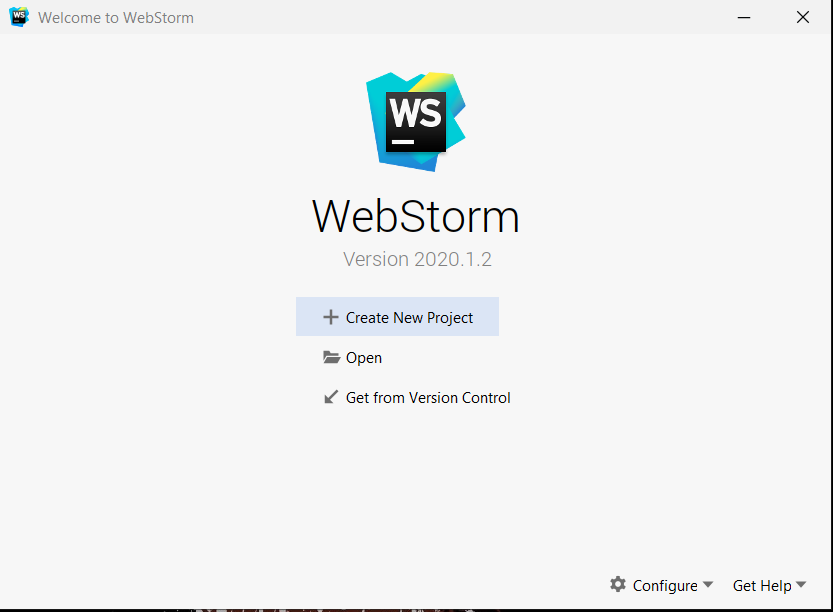 WS
Welcome to WebStorm
WS
WebStorm
Version 2020.1.2
Create New Project
Open
Get from Version Control
Configure
Get Help